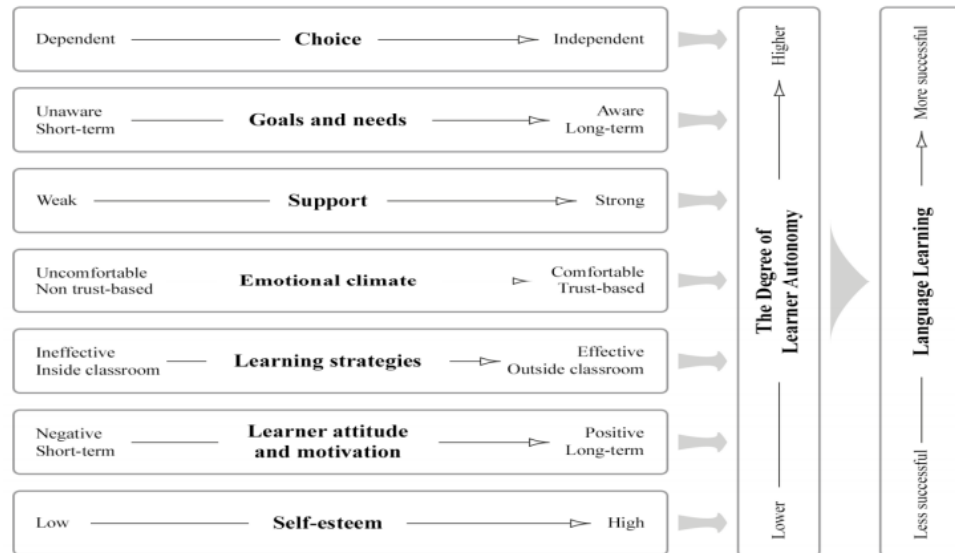 Dependent Choice Independent
Unaware
Short-term
Goals and needs
Aware
Long-term
Weak Support Strong
Uncomfortable
Non trust-based
Emotional climate
Comfortable
Trust-based
Ineffective
Inside classroom
Learning strategies
Effective
Outside classroom
Negative
Short-term
Learner attitude
and motivation
Positive
Long-term
Low Self-esteem High
Lower
The Degree of
Learner Autonomy
Higher
Less successful
Language Learning
More successful